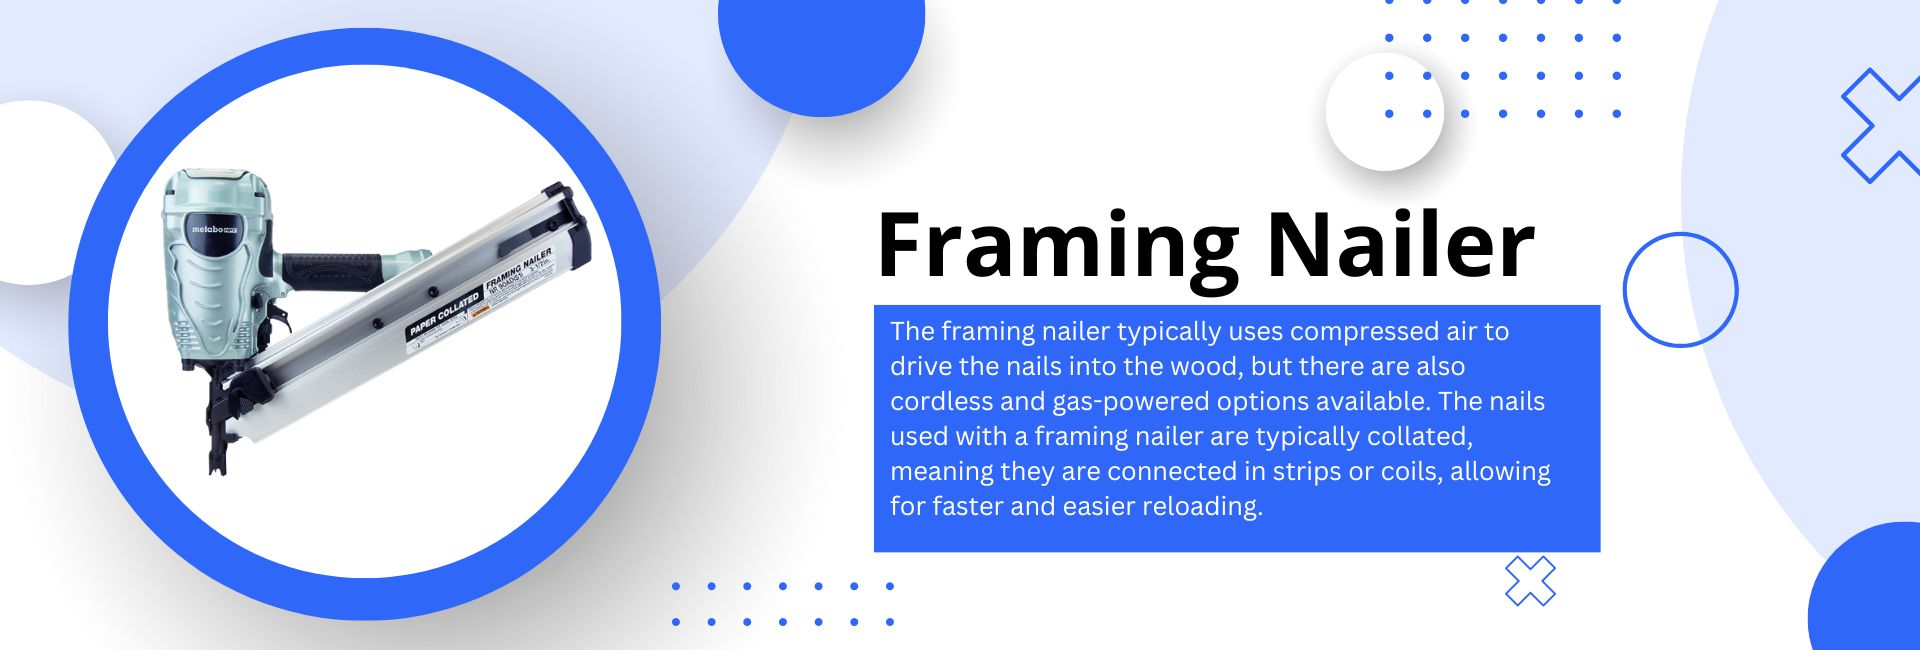 Framing Nailer
The framing nailer typically uses compressed air to
drive the nails into the wood, but there are also
cordless and gas-powered options available. The nails
used with a framing nailer are typically collated,
meaning they are connected in strips or coils, allowing
for faster and easier reloading.
metabo HPT
PAPER COLLATED
FRAMING NAILER